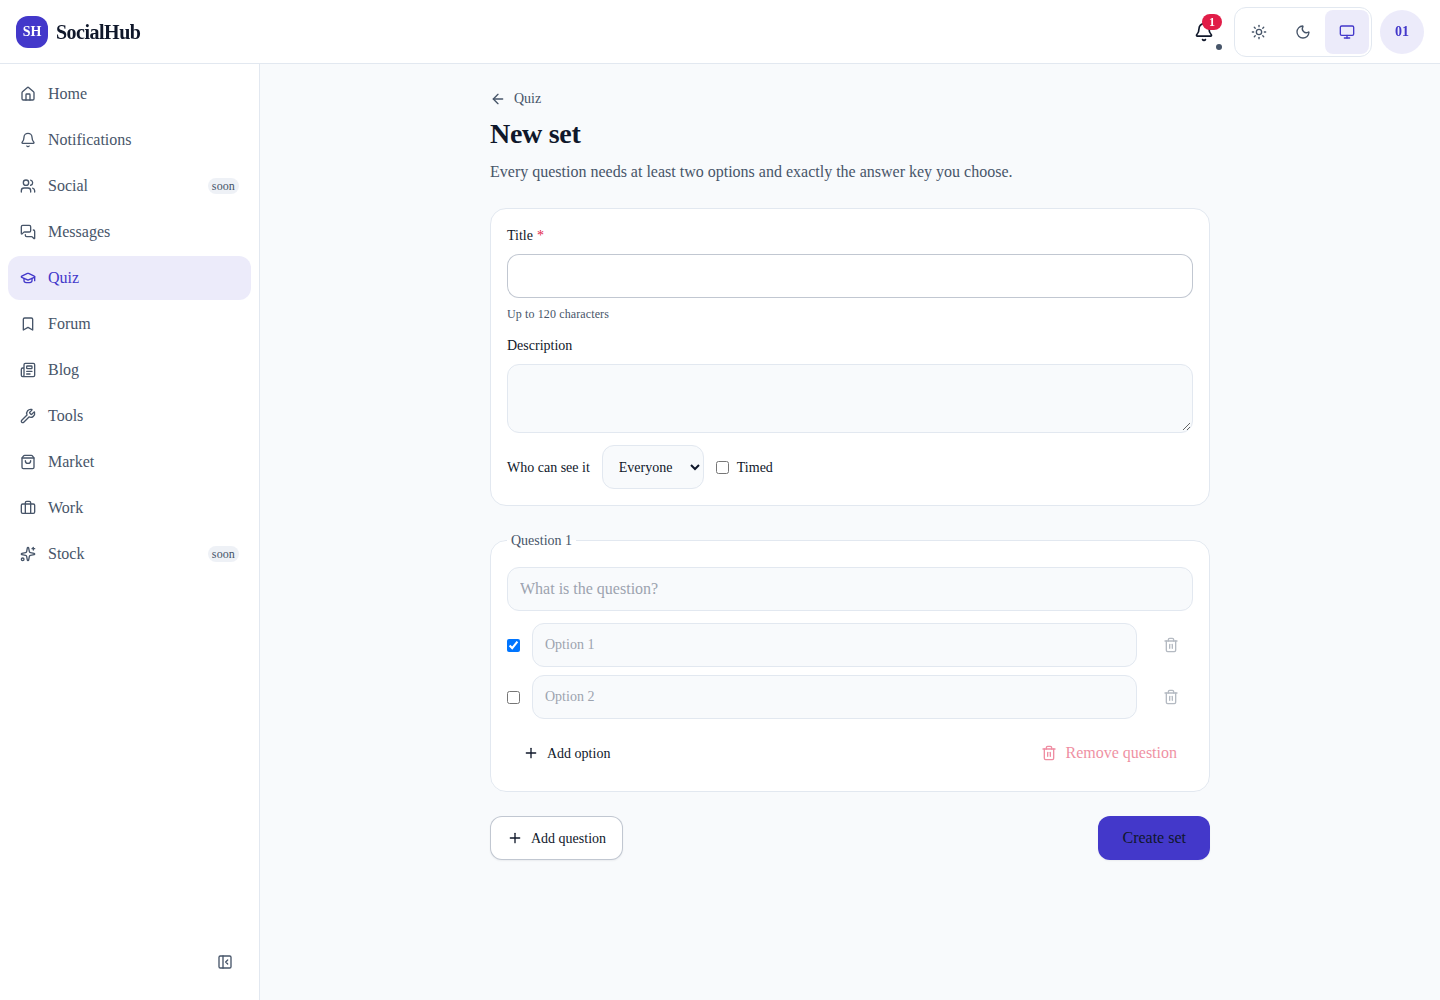 SH SocialHub
1
01
Home
Notifications
Social soon
Messages
Quiz
Forum
Blog
Tools
Market
Work
Stock soon
Quiz
New set
Every question needs at least two options and exactly the answer key you choose.
Title *
Up to 120 characters
Description
Who can see it Everyone Timed
Question 1
What is the question?
Option 1
Option 2
Add option Remove question
Add question Create set